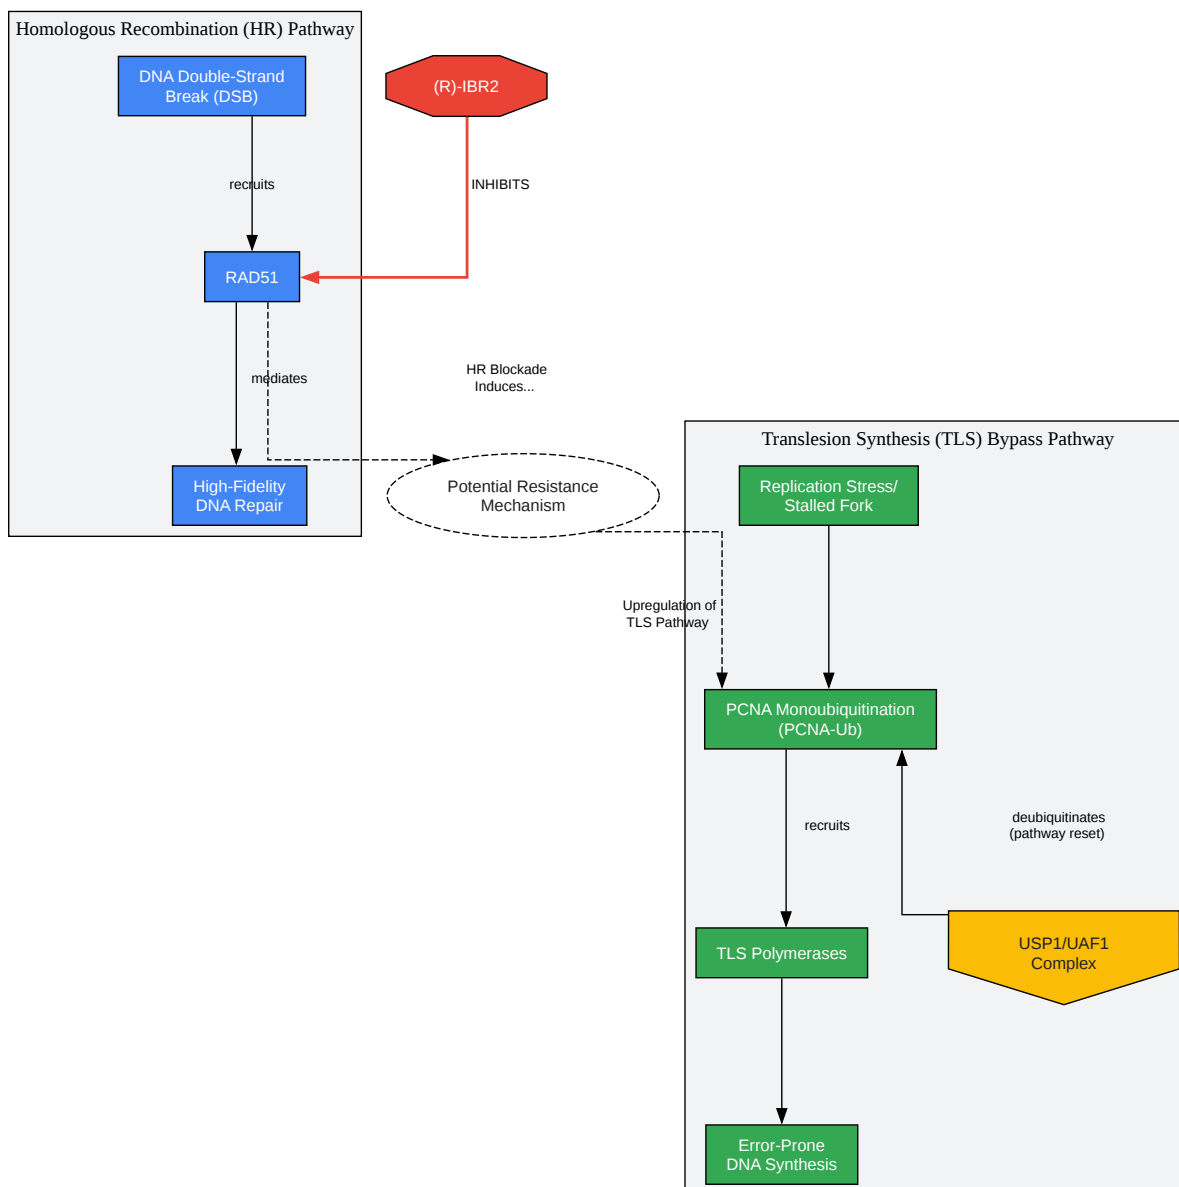 Homologous Recombination (HR) Pathway
DNA Double-Strand
Break (DSB)
(R)-IBR2
recruits
INHIBITS
RAD51
mediates
HR Blockade
Induces...
High-Fidelity
DNA Repair
Potential Resistance
Mechanism
Translesion Synthesis (TLS) Bypass Pathway
Replication Stress/
Stalled Fork
Upregulation of
TLS Pathway
PCNA Monoubiquitination
(PCNA-Ub)
recruits
deubiquitinates
(pathway reset)
TLS Polymerases
USP1/UAF1
Complex
Error-Prone
DNA Synthesis